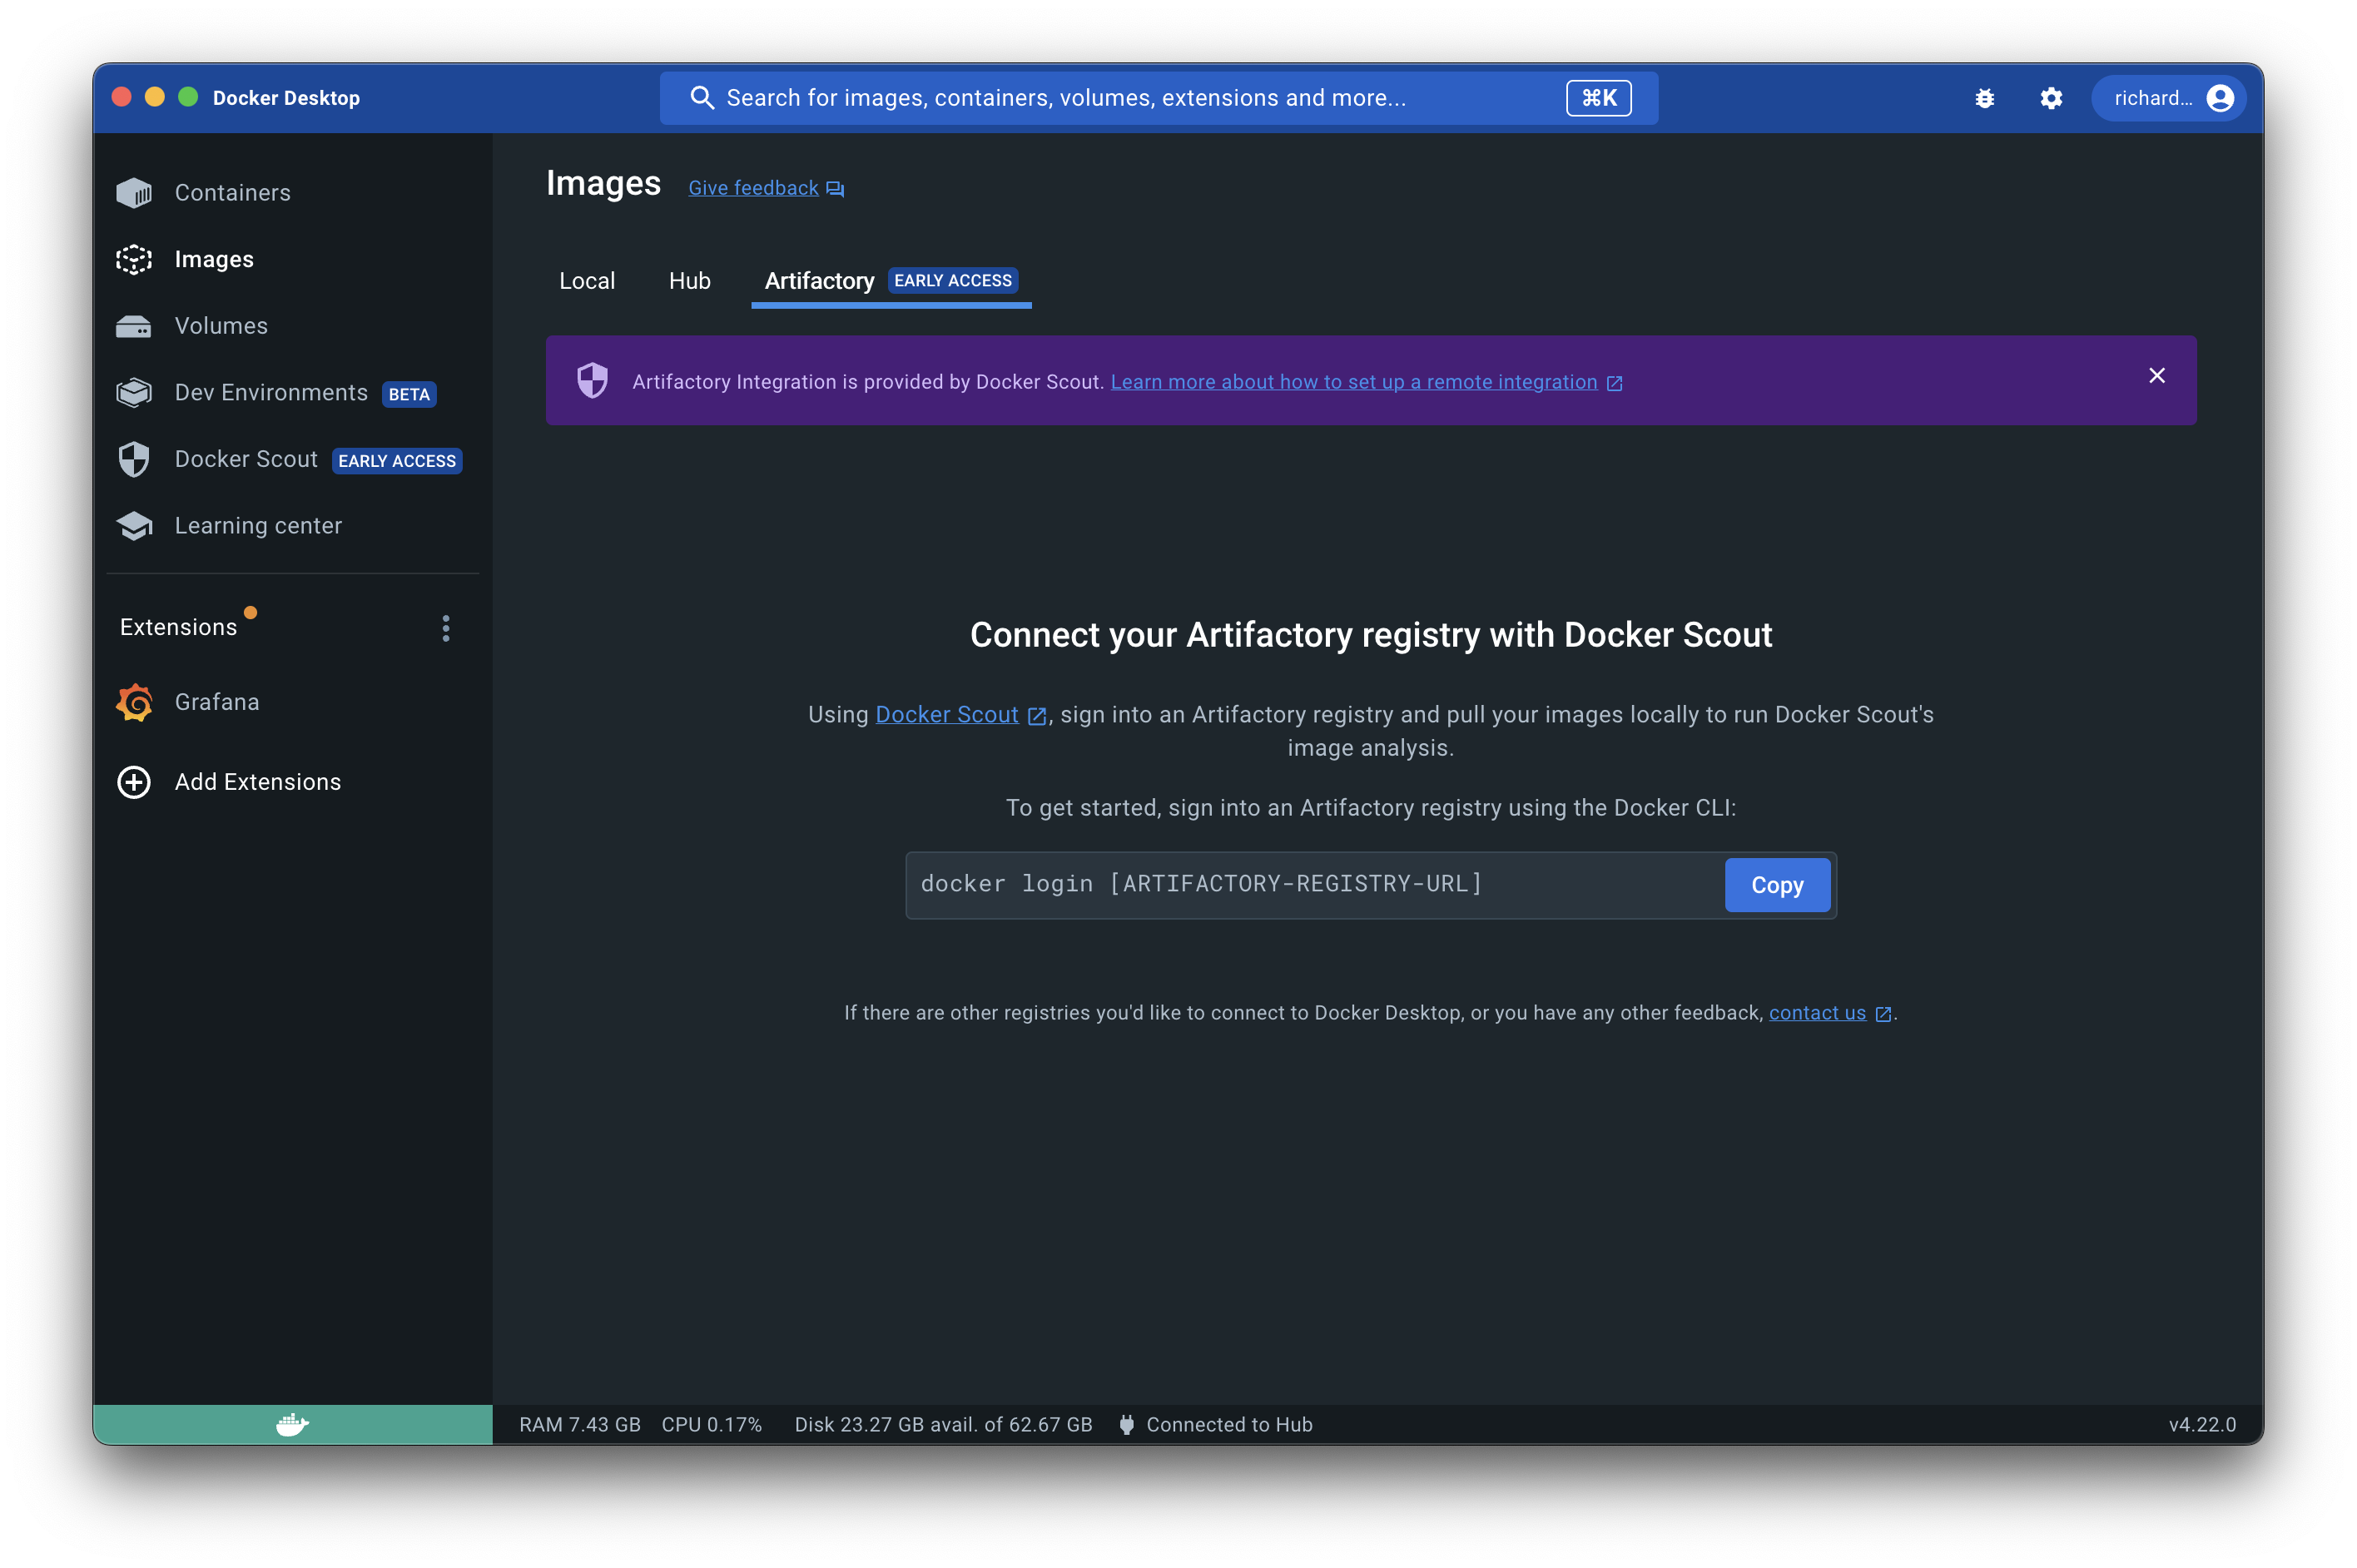 Docker Desktop
Search for images, containers, volumes, extensions and more...
⌘K
richard...
Containers
Images
Volumes
Dev Environments BETA
Docker Scout EARLY ACCESS
Learning center
Extensions
Grafana
Add Extensions
Images Give feedback
Local Hub Artifactory EARLY ACCESS
Artifactory Integration is provided by Docker Scout. Learn more about how to set up a remote integration
Connect your Artifactory registry with Docker Scout
Using Docker Scout , sign into an Artifactory registry and pull your images locally to run Docker Scout's
image analysis.
To get started, sign into an Artifactory registry using the Docker CLI:
docker login [ARTIFACTORY-REGISTRY-URL] Copy
If there are other registries you'd like to connect to Docker Desktop, or you have any other feedback, contact us .
RAM 7.43 GB CPU 0.17% Disk 23.27 GB avail. of 62.67 GB Connected to Hub v4.22.0